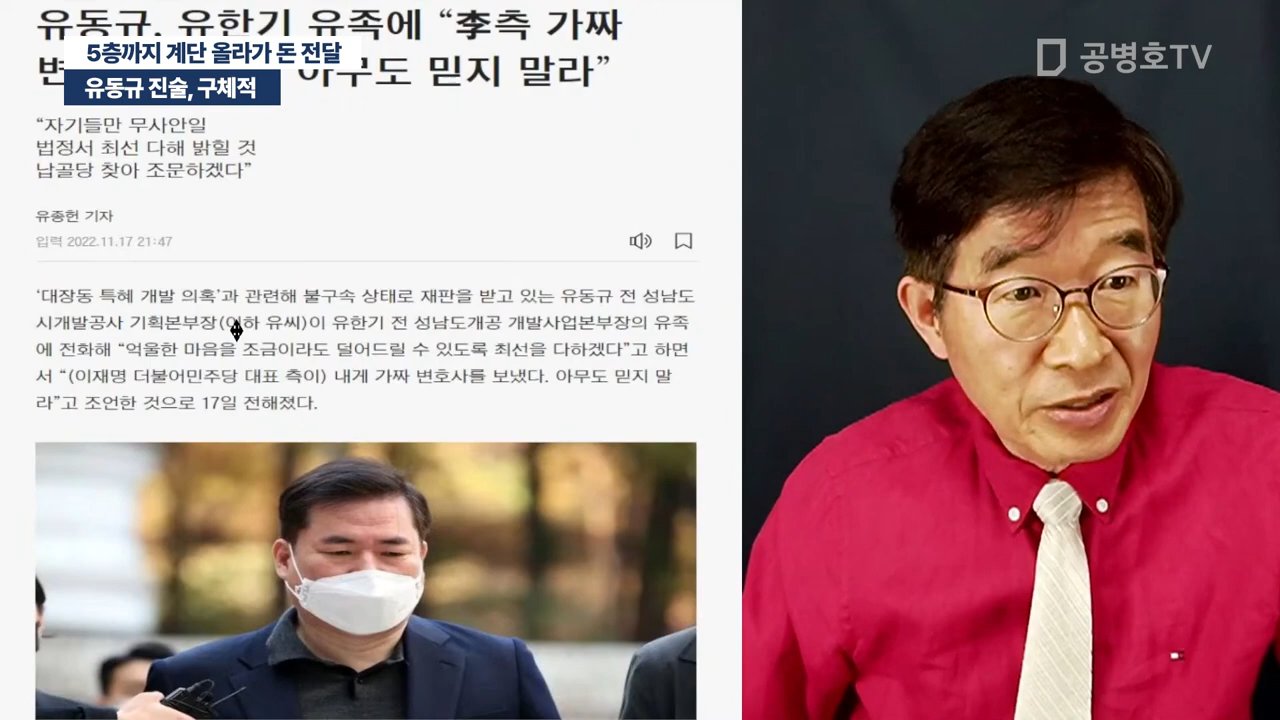 유동규, 유한기 유족에 “李측 가짜
5층까지 계단 올라가 돈 전달
유동규 진술, 구체적
변 아무도 믿지 말라”
공병호TV
“자기들만 무사안일
법정서 최선 다해 밝힐 것
납골당 찾아 조문하겠다”
유종헌 기자
입력 2022.11.17 21:47
‘대장동 특혜 개발 의혹’과 관련해 불구속 상태로 재판을 받고 있는 유동규 전 성남도
시개발공사 기획본부장(이하 유씨)이 유한기 전 성남도개공 개발사업본부장의 유족
에 전화해 “억울한 마음을 조금이라도 덜어드릴 수 있도록 최선을 다하겠다”고 하면
서 “(이재명 더불어민주당 대표 측이) 내게 가짜 변호사를 보냈다. 아무도 믿지 말
라”고 조언한 것으로 17일 전해졌다.